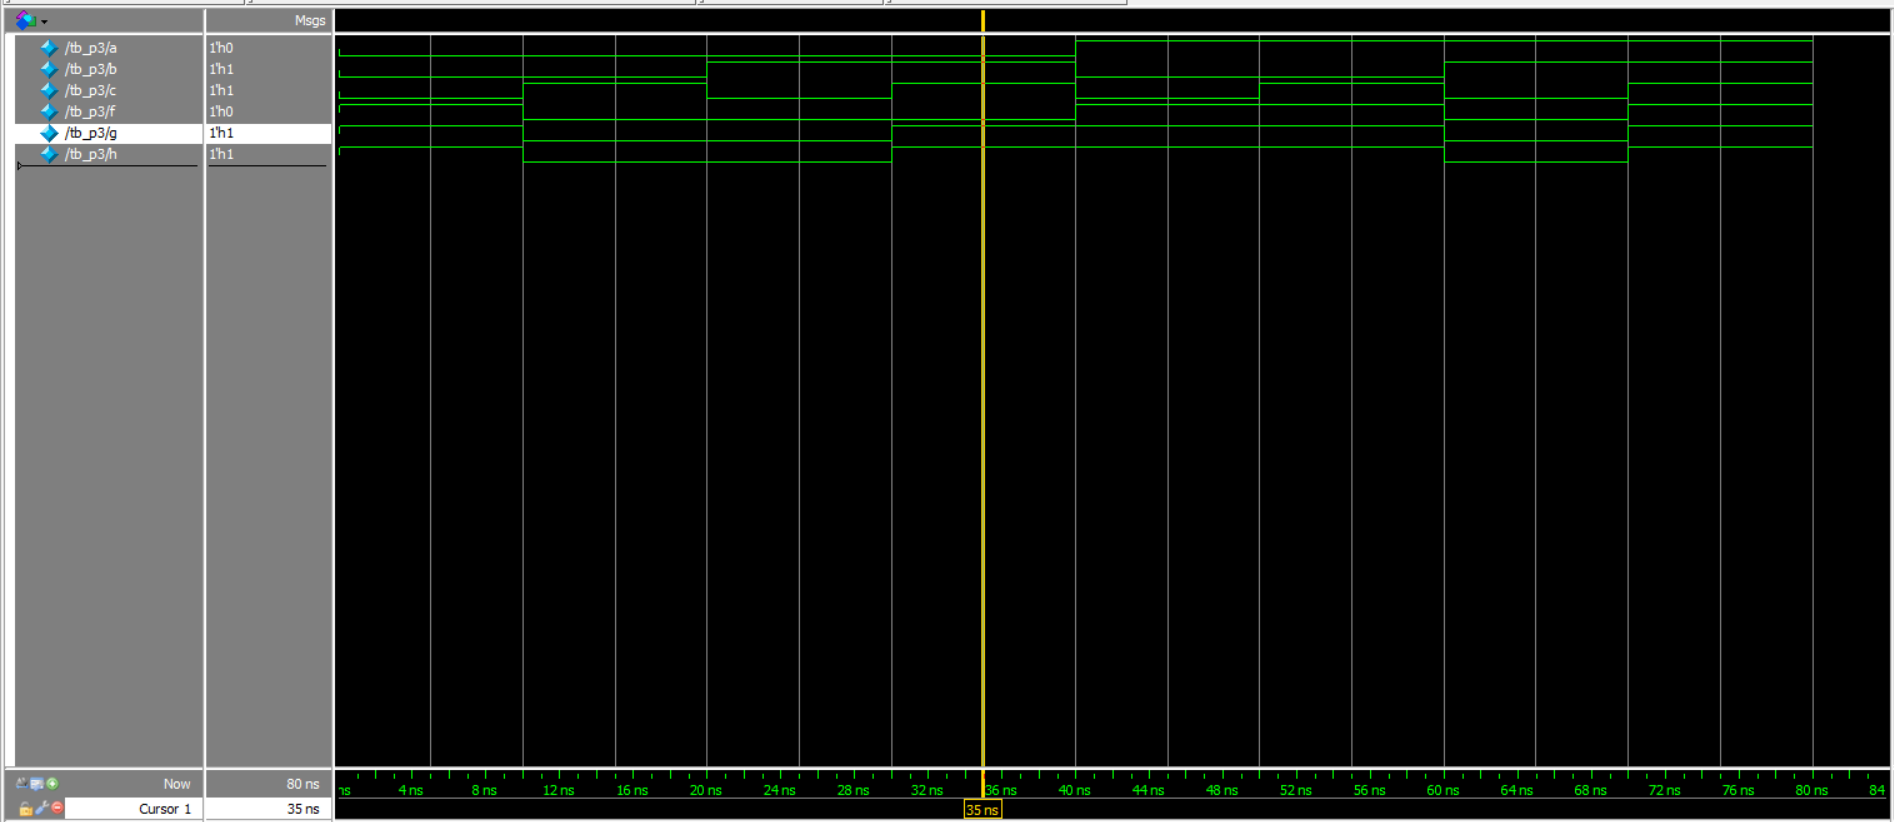 Msgs
/tb_p3/a 1'h0
/tb_p3/b 1'h1
/tb_p3/c 1'h1
/tb_p3/f 1'h0
/tb_p3/g 1'h1
/tb_p3/h 1'h1
Now 80 ns
ns 4 ns 8 ns 12 ns 16 ns 20 ns 24 ns 28 ns 32 ns 36 ns 40 ns 44 ns 48 ns 52 ns 56 ns 60 ns 64 ns 68 ns 72 ns 76 ns 80 ns 84
Cursor 1 35 ns 35 ns